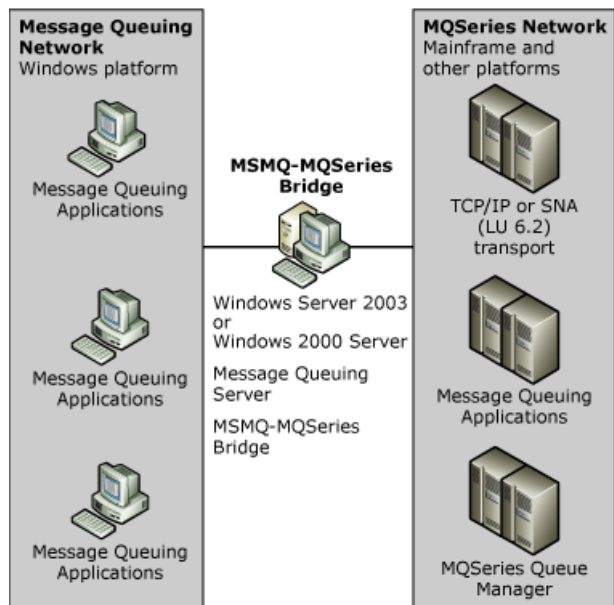 Message Queuing
Network
Windows platform
Message Queuing
Applications
Message Queuing
Applications
Message Queuing
Applications
MSMQ-MQSeries
Bridge
Windows Server 2003
or
Windows 2000 Server
Message Queuing
Server
MSMQ-MQSeries
Bridge
MQSeries Network
Mainframe and
other platforms
TCP/IP or SNA
(LU 6.2)
transport
Message Queuing
Applications
MQSeries Queue
Manager